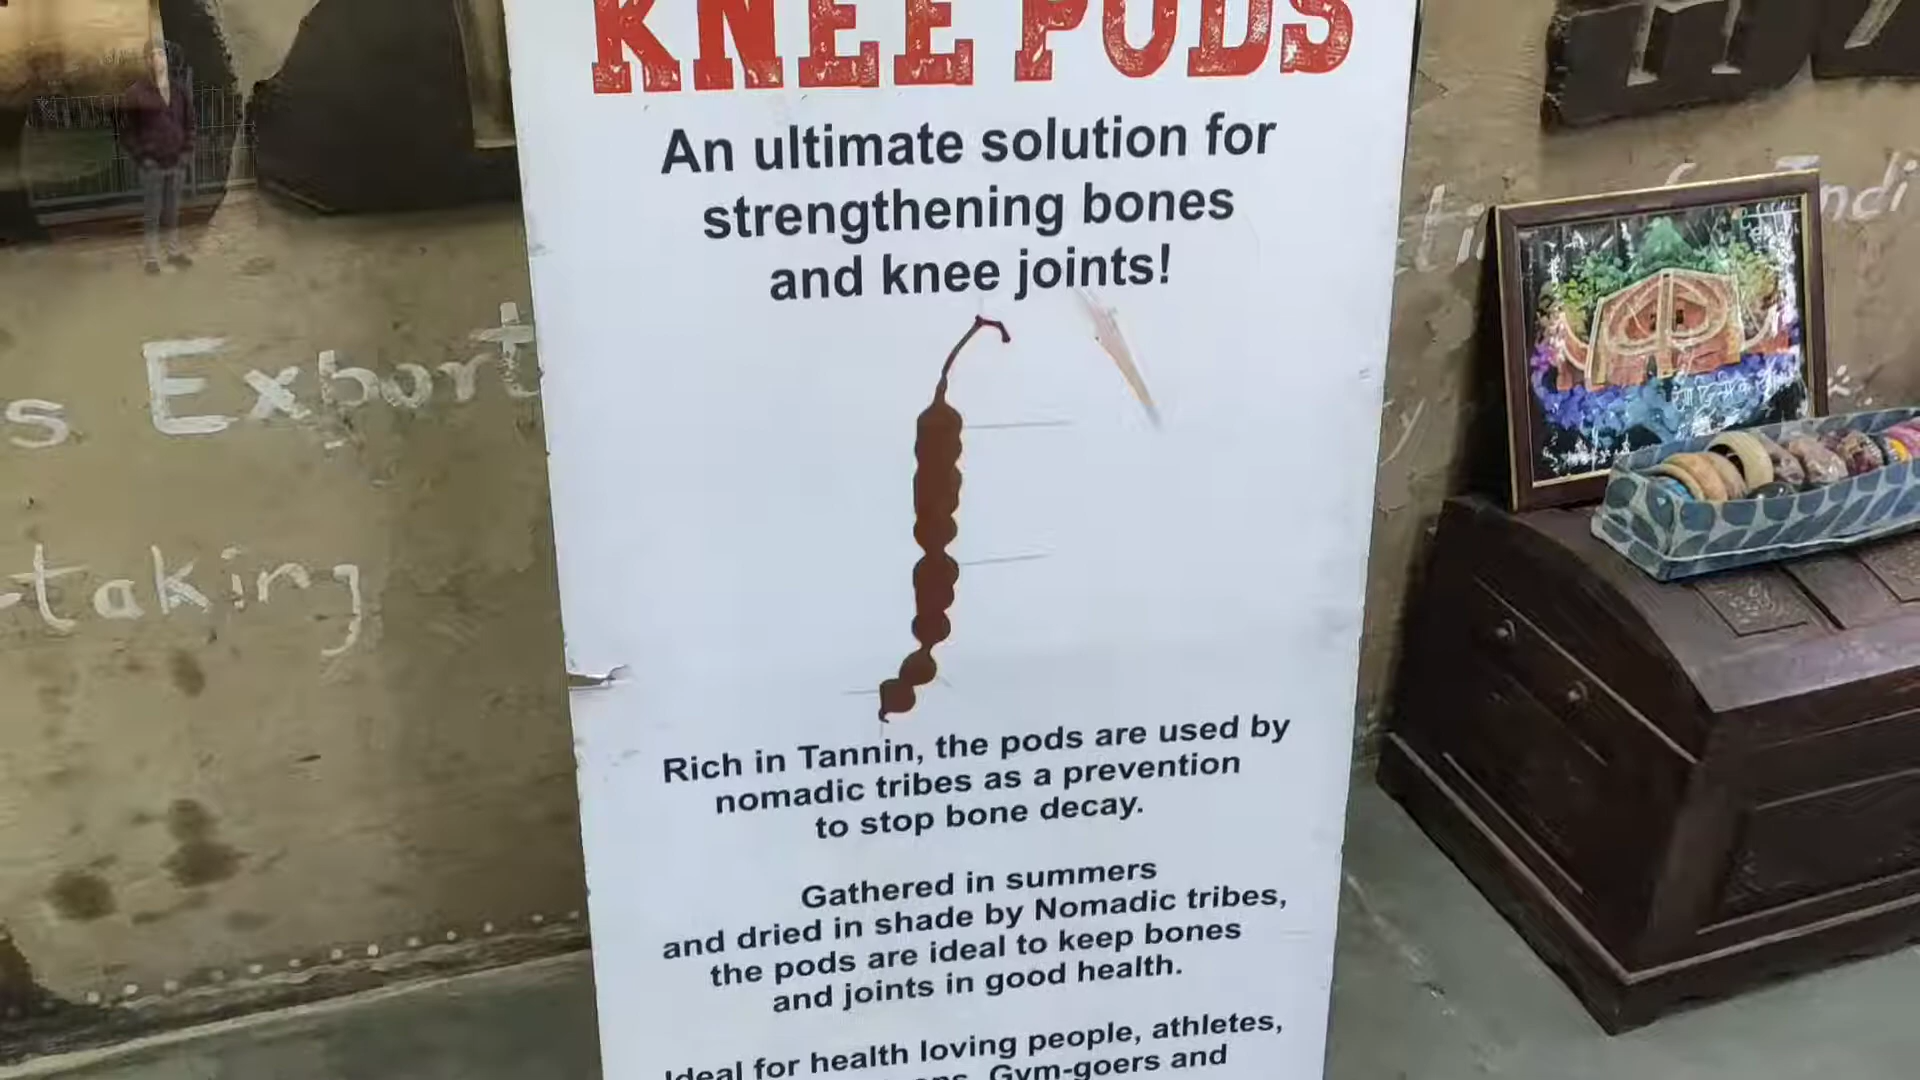 KNEE PODS
An ultimate solution for
strengthening bones
and knee joints!
Rich in Tannin, the pods are used by
nomadic tribes as a prevention
to stop bone decay.
Gathered in summers
and dried in shade by Nomadic tribes,
the pods are ideal to keep bones
and joints in good health.
Ideal for health loving people, athletes,
Gym-goers and
s Export
taking